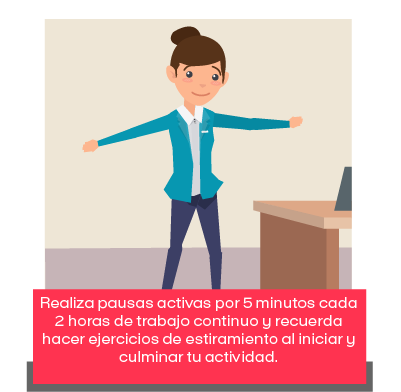 Realiza pausas activas por 5 minutos cada
2 horas de trabajo continuo y recuerda
hacer ejercicios de estiramiento al iniciar y
culminar tu actividad.